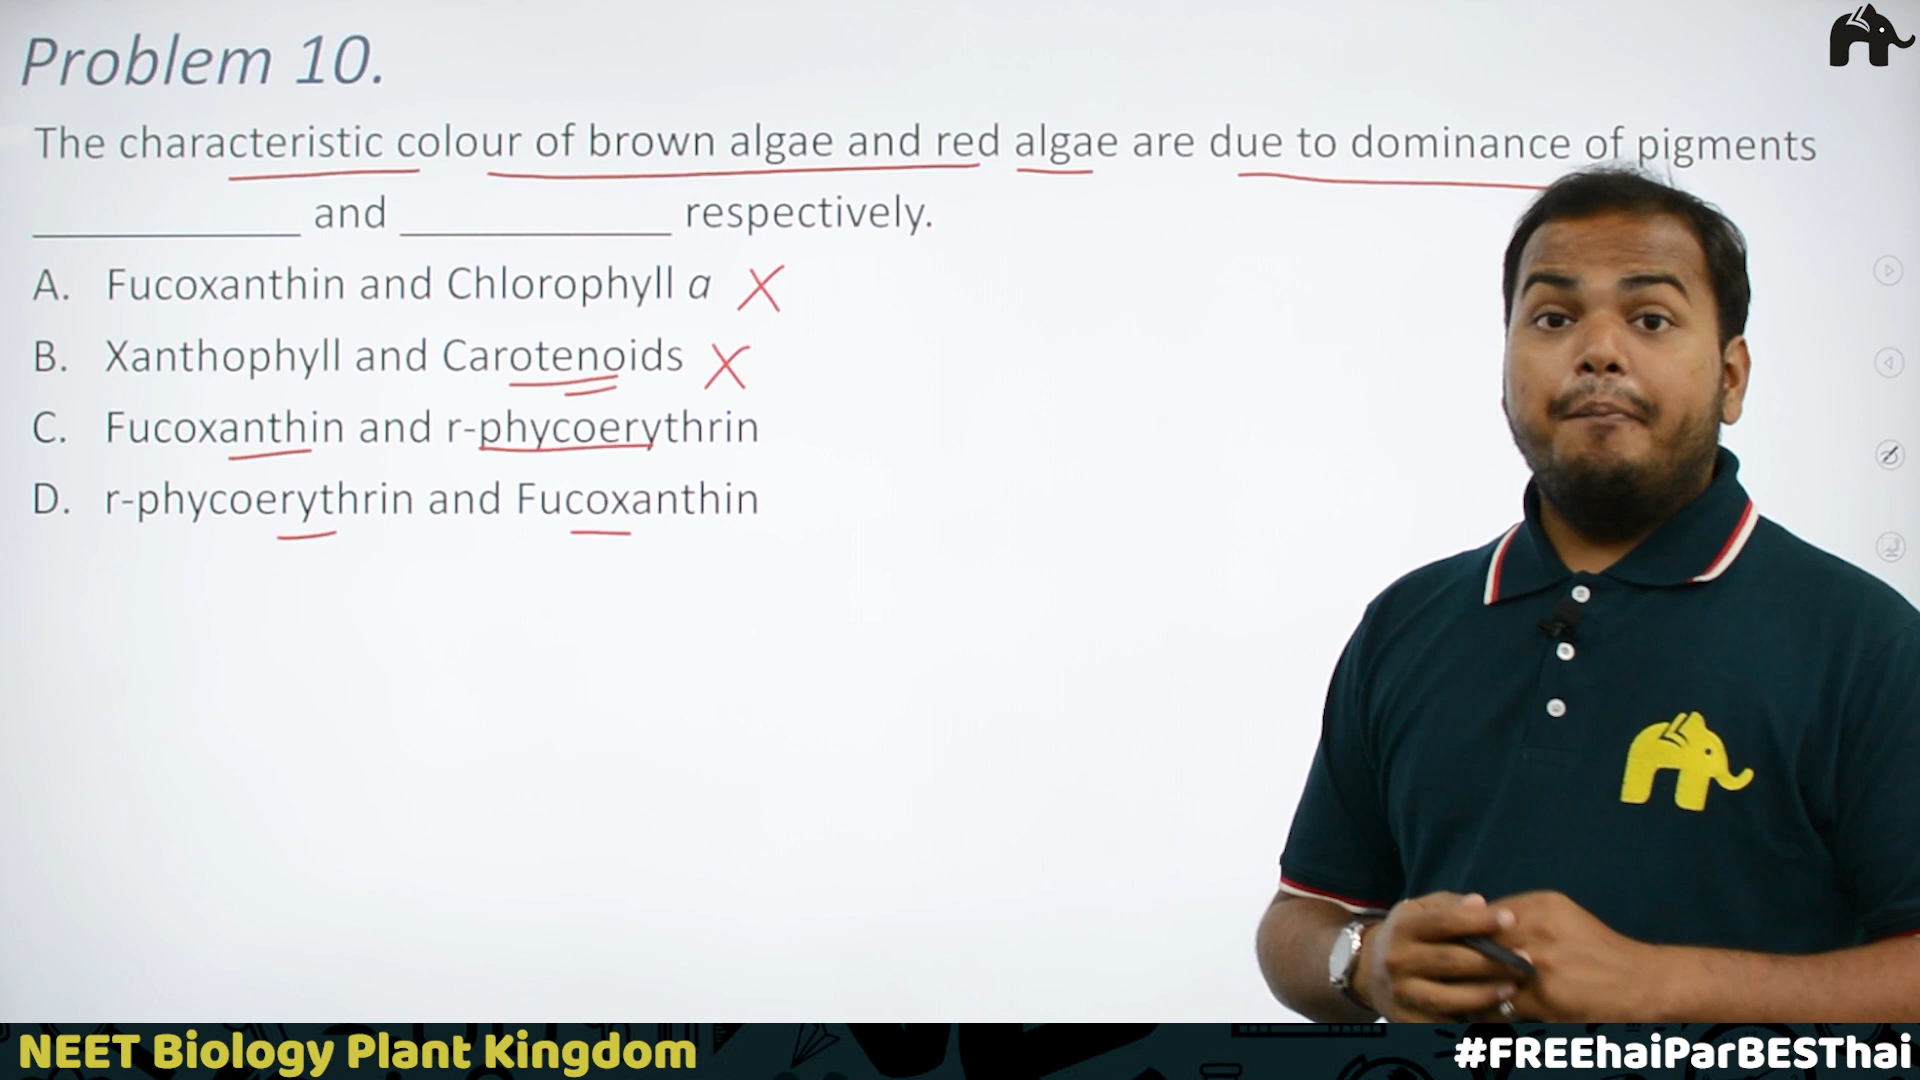 Problem 10.
The characteristic colour of brown algae and red algae are due to dominance of pigments
____________ and ____________ respectively.
A. Fucoxanthin and Chlorophyll a X
B. Xanthophyll and Carotenoids X
C. Fucoxanthin and r-phycoerythrin
D. r-phycoerythrin and Fucoxanthin
NEET Biology Plant Kingdom
#FREEhaiParBESThai